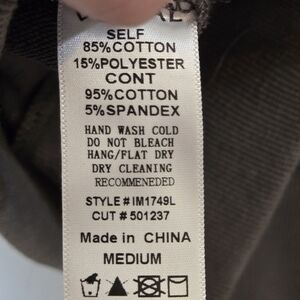 SELF
85%COTTON
15%POLYESTER
CONT
95%COTTON
5%SPANDEX
HAND WASH COLD
DO NOT BLEACH
HANG/FLAT DRY
DRY CLEANING
RECOMMENEDED
STYLE#IM1749L
CUT #501237
Made in CHINA
MEDIUM